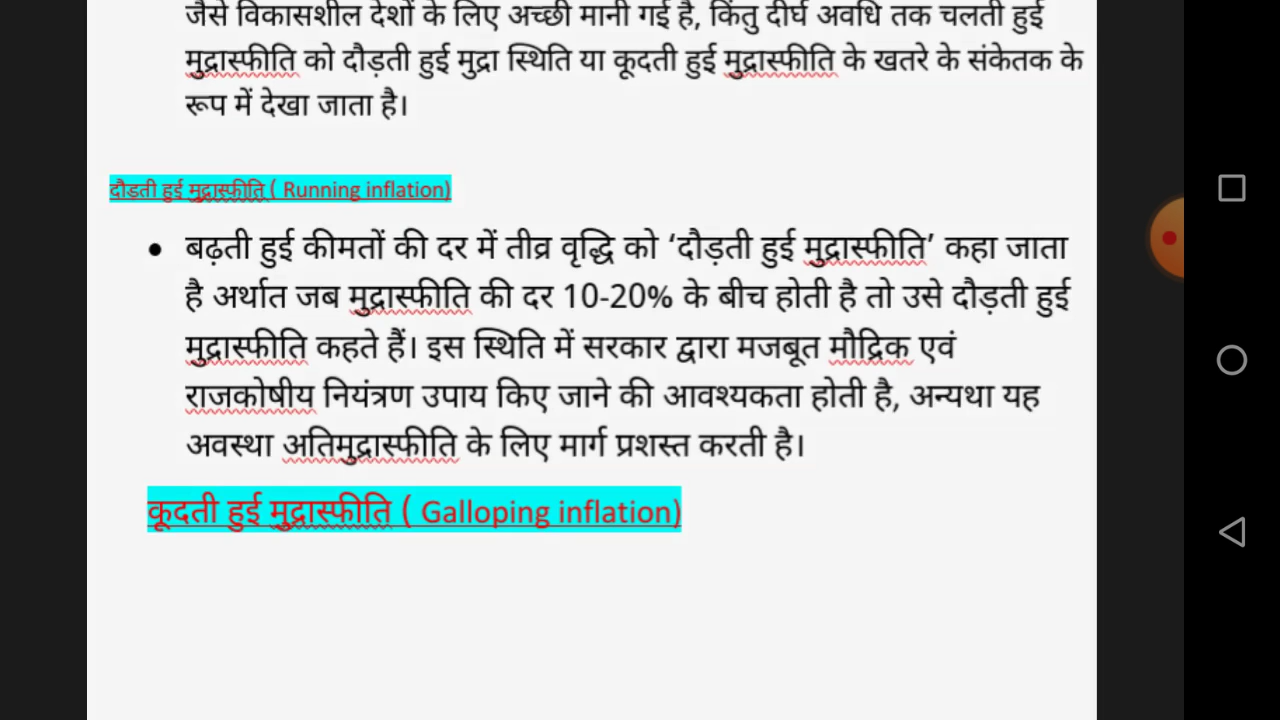 जैसे विकासशील देशों के लिए अच्छी मानी गई है, किंतु दीर्घ अवधि तक चलती हुई
मुद्रास्फीति को दौड़ती हुई मुद्रा स्थिति या कूदती हुई मुद्रास्फीति के खतरे के संकेतक के
रूप में देखा जाता है।
दौडती हुई मुद्रास्फीति ( Running inflation)
• बढ़ती हुई कीमतों की दर में तीव्र वृद्धि को ‘दौड़ती हुई मुद्रास्फीति’ कहा जाता
है अर्थात जब मुद्रास्फीति की दर 10-20% के बीच होती है तो उसे दौड़ती हुई
मुद्रास्फीति कहते हैं। इस स्थिति में सरकार द्वारा मजबूत मौद्रिक एवं
राजकोषीय नियंत्रण उपाय किए जाने की आवश्यकता होती है, अन्यथा यह
अवस्था अतिमुद्रास्फीति के लिए मार्ग प्रशस्त करती है।
कूदती हुई मुद्रास्फीति ( Galloping inflation)